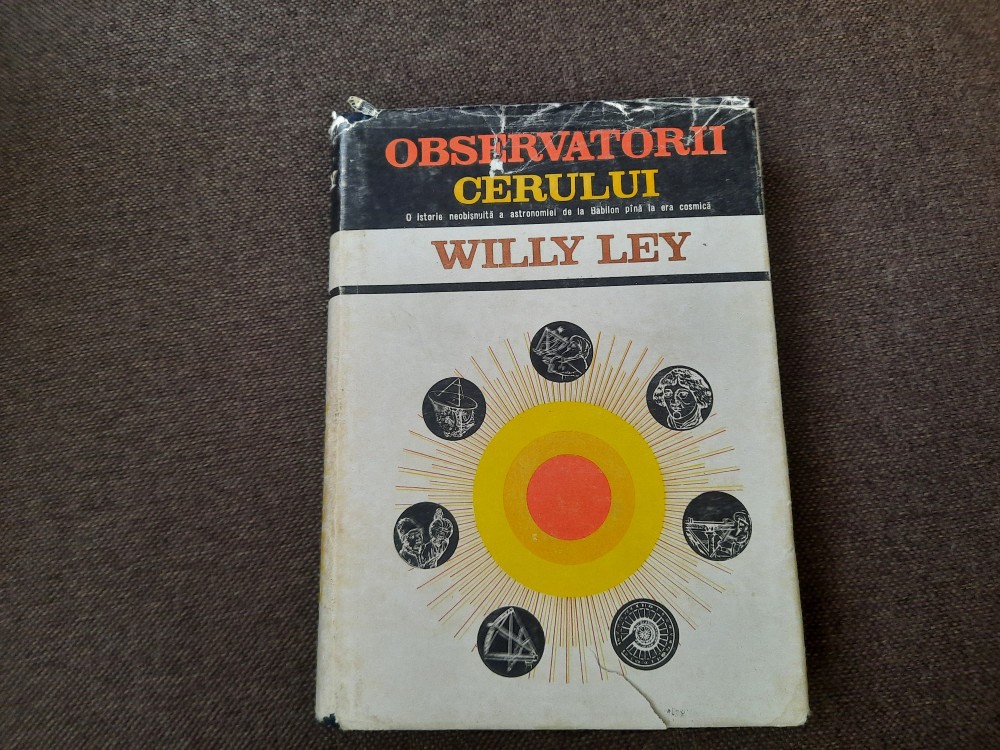 OBSERVATORII
CERULUI
O istorie neobișnuită a astronomiei de la Babilon pînă la era cosmică
WILLY LEY